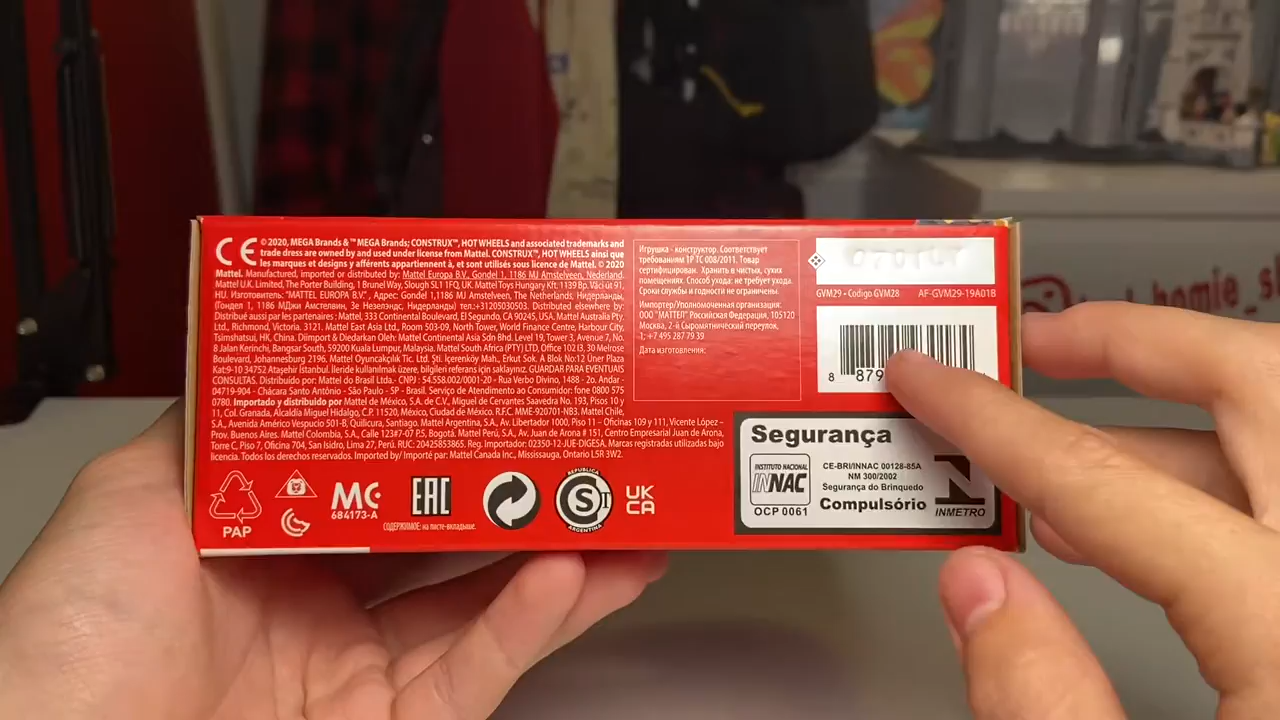 CE © 2020, MEGA Brands & ™ MEGA Brands; CONSTRUX™, HOT WHEELS and associated trademarks and
trade dress are owned by and used under license from Mattel. CONSTRUX™, HOT WHEELS ainsi que
les marques et designs y afférents appartiennent à, et sont utilisés sous licence de Mattel. © 2020
Mattel. Manufactured, imported or distributed by: Mattel Europa B.V., Gondel 1, 1186 MJ Amstelveen, Nederland.
Mattel U.K. Limited, The Porter Building, 1 Brunel Way, Slough SL1 1FQ, UK. Mattel Toys Hungary Kft. 1139 Bp. Váci út 91,
HU. Изготовитель: "MATTEL EUROPA B.V.", Адрес: Gondel 1, 1186 MJ Amstelveen, The Netherlands, Нидерланды,
(Гондел 1, 1186 МДжи Амстелвин, Зе Незелндс, Нидерланды) тел.:+31205030503. Distributed elsewhere by:
Distribué aussi par les partenaires : Mattel, 333 Continental Boulevard, El Segundo, CA 90245, USA. Mattel Australia Pty.
Ltd., Richmond, Victoria. 3121. Mattel East Asia Ltd., Room 503-09, North Tower, World Finance Centre, Harbour City,
Tsimshatsui, HK, China. Diimport & Diedarkan Oleh: Mattel Continental Asia Sdn Bhd. Level 19, Tower 3, Avenue 7, No.
8 Jalan Kerinchi, Bangsar South, 59200 Kuala Lumpur, Malaysia. Mattel South Africa (PTY) LTD, Office 102 I3, 30 Melrose
Boulevard, Johannesburg 2196. Mattel Oyuncakçılık Tic. Ltd. Şti. İçerenköy Mah., Erkut Sok. A Blok No:12 Üner Plaza
Kat:9-10 34752 Ataşehir İstanbul. İleride kullanılmak üzere, bilgileri referans için saklayınız. GUARDAR PARA EVENTUAIS
CONSULTAS. Distribuido por: Mattel do Brasil Ltda.- CNPJ : 54.558.002/0001-20 - Rua Verbo Divino, 1488 - 2o. Andar -
04719-904 - Chácara Santo Antônio - São Paulo - SP - Brasil. Serviço de Atendimento ao Consumidor: fone 0800 575
0780. Importado y distribuido por Mattel de México, S.A. de C.V., Miguel de Cervantes Saavedra No. 193, Pisos 10 y
11, Col. Granada, Alcaldía Miguel Hidalgo, C.P. 11520, México, Ciudad de México. R.F.C. MME-920701-NB3. Mattel Chile,
S.A., Avenida Américo Vespucio 501-B, Quilicura, Santiago. Mattel Argentina, S.A., Av. Libertador 1000, Piso 11 – Oficinas 109 y 111, Vicente López –
Prov. Buenos Aires. Mattel Colombia, S.A., Calle 123#7-07 P.5, Bogotá. Mattel Perú, S.A., Av. Juan de Arona # 151, Centro Empresarial Juan de Arona,
Torre C, Piso 7, Oficina 704, San Isidro, Lima 27, Perú. RUC: 20425853865. Reg. Importador: 02350-12-JUE-DIGESA. Marcas registradas utilizadas bajo
licencia. Todos los derechos reservados. Imported by/ Importé par: Mattel Canada Inc., Mississauga, Ontario L5R 3W2.
Игрушка - конструктор. Соответствует
требованиям ТР ТС 008/2011. Товар
сертифицирован. Хранить в чистых, сухих
помещениях. Способ ухода: не требует ухода.
Сроки службы и годности не ограничены.
Импортер/Уполномоченная организация:
ООО "МАТТЕЛ" Российская Федерация, 105120
Москва, 2-й Сыромятнический переулок,
1; +7 495 287 79 39
Дата изготовления:
GVM29 • Codigo GVM28 AF-GVM29-19A01B
8 879
Segurança
INSTITUTO NACIONAL
INNAC
OCP 0061
CE-BRI/INNAC 00128-85A
NM 300/2002
Segurança do Brinquedo
Compulsório
INMETRO
PAP
MC
684173-A
EAC
СОДЕРЖИМОЕ: на листе-вкладыше.
REPUBLICA
S
ARGENTINA
UK
CA